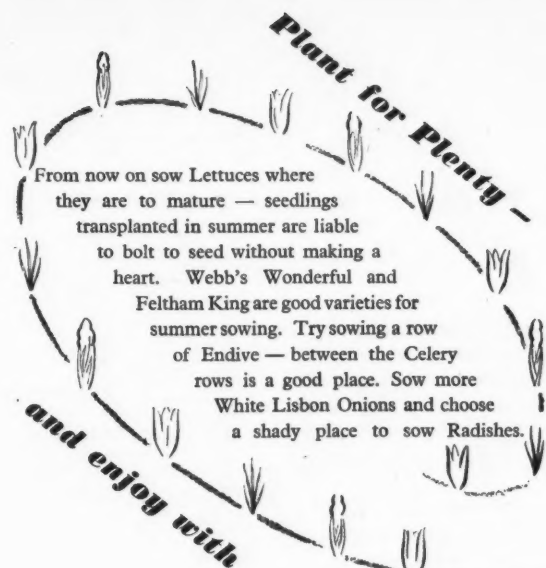 Plant for Plenty –
From now on sow Lettuces where
they are to mature — seedlings
transplanted in summer are liable
to bolt to seed without making a
heart. Webb's Wonderful and
Feltham King are good varieties for
summer sowing. Try sowing a row
of Endive — between the Celery
rows is a good place. Sow more
White Lisbon Onions and choose
a shady place to sow Radishes.
and enjoy with